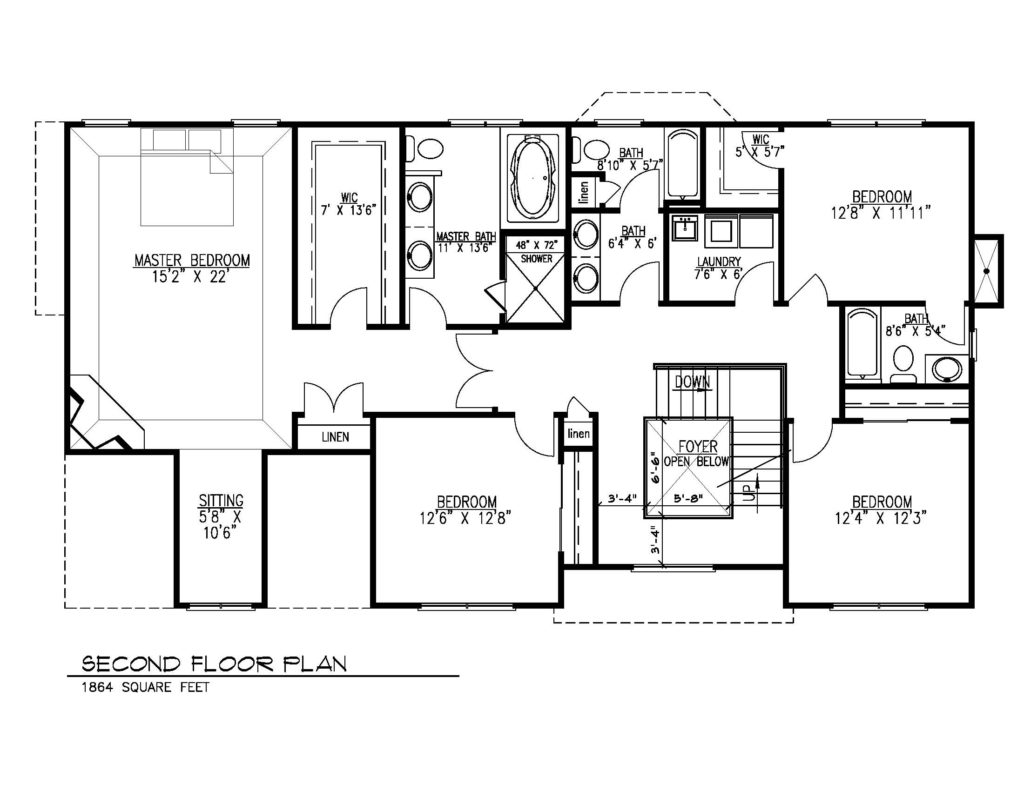 BATH
8'10" X 5'7"
WIC
5' X 5'7"
linen
WIC
7' X 13'6"
BEDROOM
12'8" X 11'11"
MASTER BATH
11' X 13'6"
BATH
6'4" X 6'
48" X 72"
SHOWER
MASTER BEDROOM
15'2" X 22'
LAUNDRY
7'6" X 6'
BATH
8'6" X 5'4"
DOWN
LINEN
linen
FOYER
OPEN BELOW
6'-6"
3'-4"
5'-8"
UP
3'-4"
SITTING
5'8" X
10'6"
BEDROOM
12'6" X 12'8"
BEDROOM
12'4" X 12'3"
SECOND FLOOR PLAN
1864 SQUARE FEET